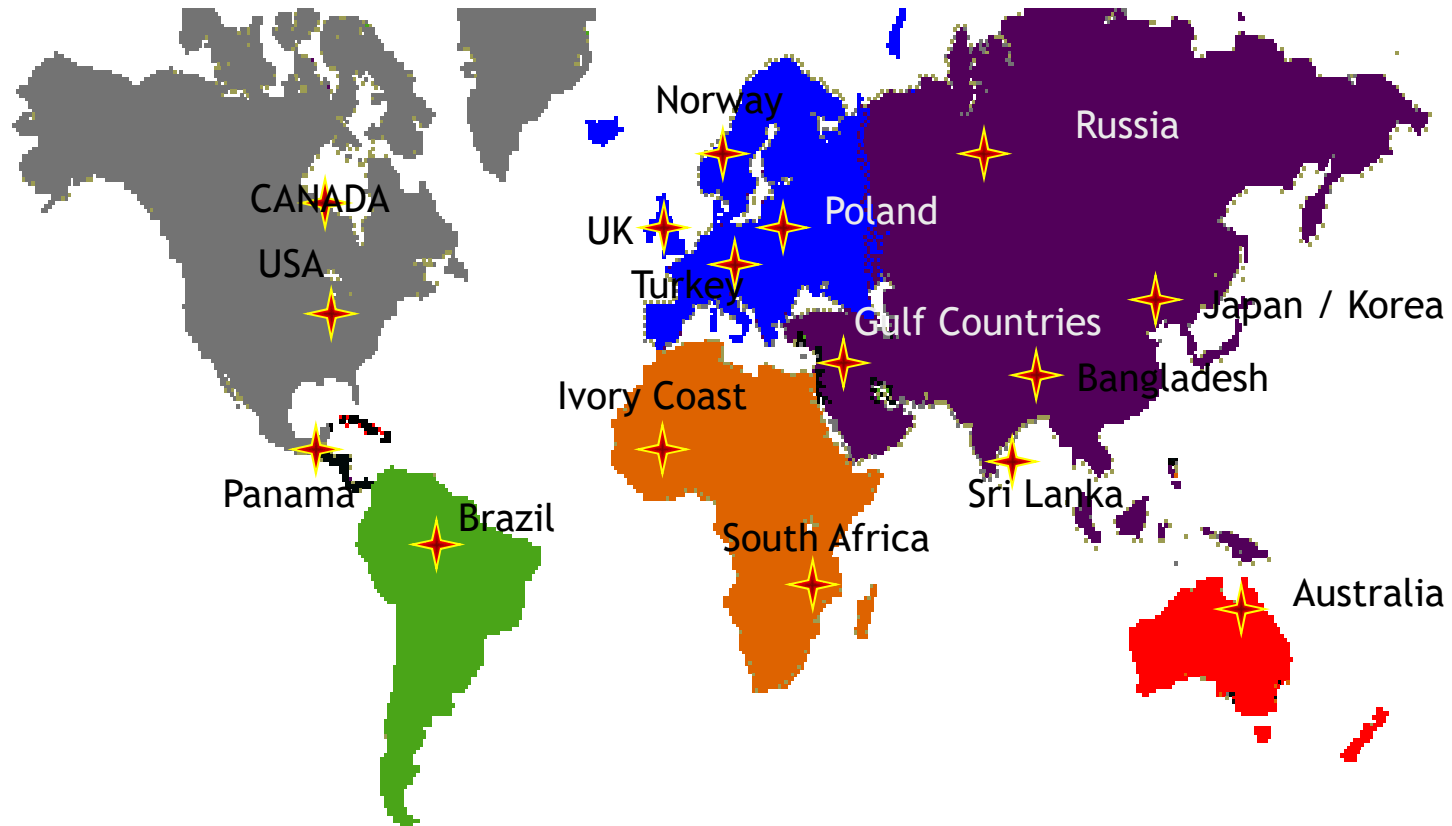 Norway
Russia
CANADA
Poland
UK
USA
Turkey
Japan / Korea
Gulf Countries
Bangladesh
Ivory Coast
Panama
Sri Lanka
Brazil
South Africa
Australia